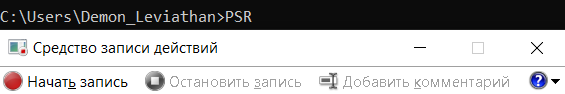 C:\Users\Demon_Leviathan>PSR
Средство записи действий
Начать запись Остановить запись Добавить комментарий ?